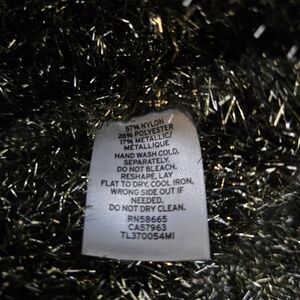 57% NYLON
26% POLYESTER
17% METALLIC/
MÉTALLIQUE
HAND WASH COLD,
SEPARATELY.
DO NOT BLEACH.
RESHAPE, LAY
FLAT TO DRY, COOL IRON,
WRONG SIDE OUT IF
NEEDED,
DO NOT DRY CLEAN.
RN58665
CA57963
TL370054MI